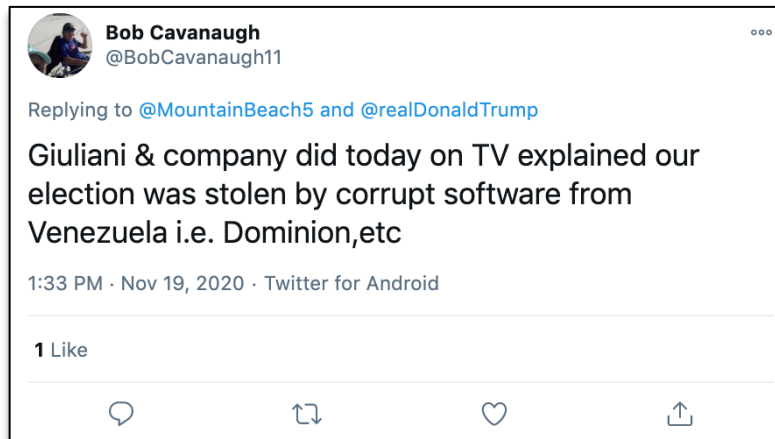 Bob Cavanaugh
@BobCavanaugh11
Replying to @MountainBeach5 and @realDonaldTrump
Giuliani & company did today on TV explained our
election was stolen by corrupt software from
Venezuela i.e. Dominion,etc
1:33 PM · Nov 19, 2020 · Twitter for Android
1 Like